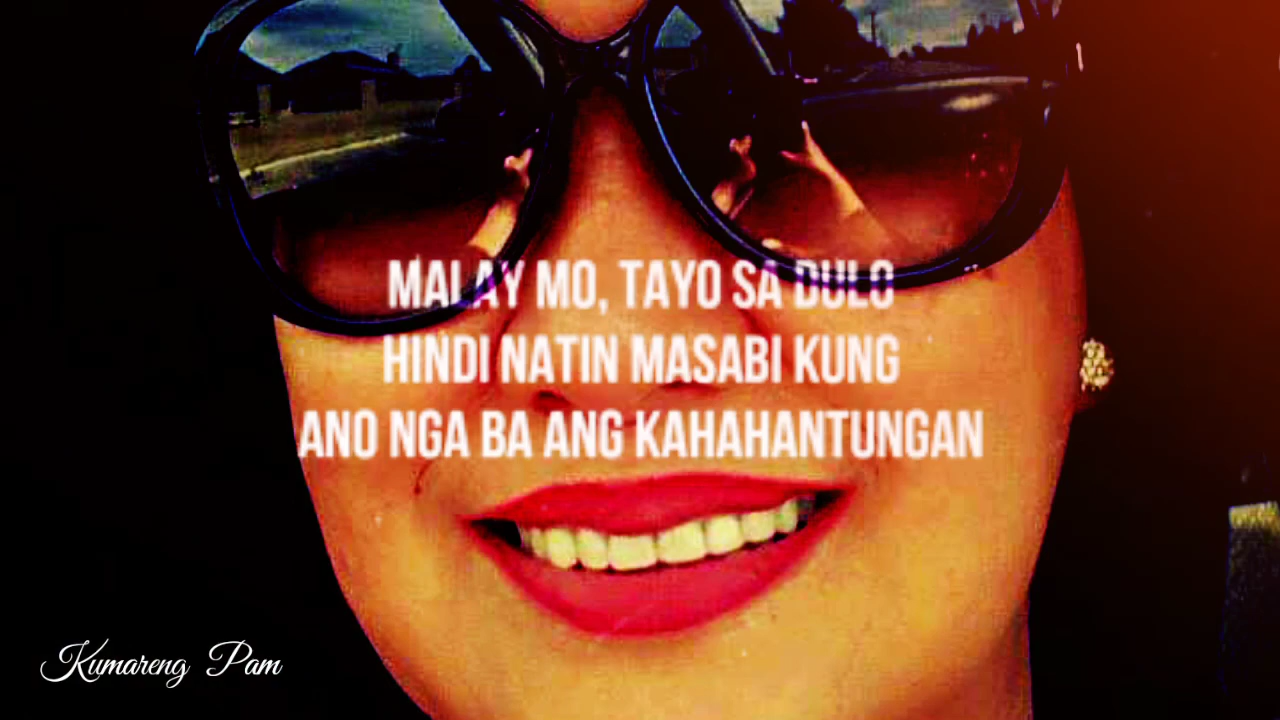 MALAY MO, TAYO SA DULO
HINDI NATIN MASABI KUNG
ANO NGA BA ANG KAHAHANTUNGAN
Kumareng Pam